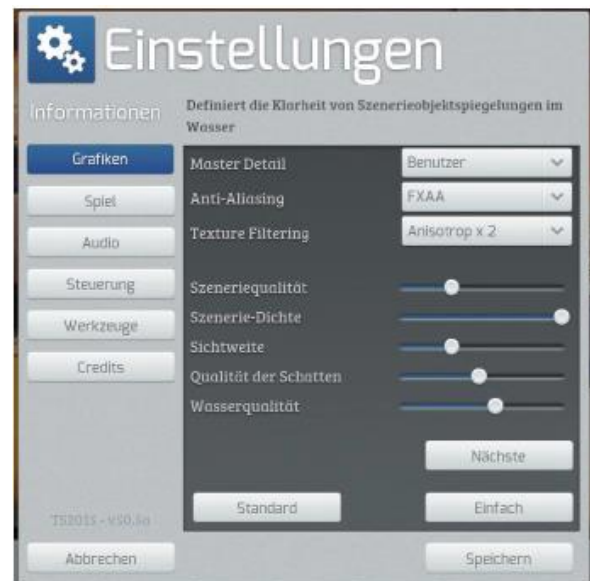 Einstellungen
Informationen
Definiert die Klarheit von Szenerieobjektspiegelungen im
Wasser
Grafiken
Spiel
Audio
Steuerung
Werkzeuge
Credits
Master Detail
Benutzer
Anti-Aliasing
FXAA
Texture Filtering
Anisotrop x 2
Szeneriequalität
Szenerie-Dichte
Sichtweite
Qualität der Schatten
Wasserqualität
Nächste
Standard
Einfach
Abbrechen
Speichern